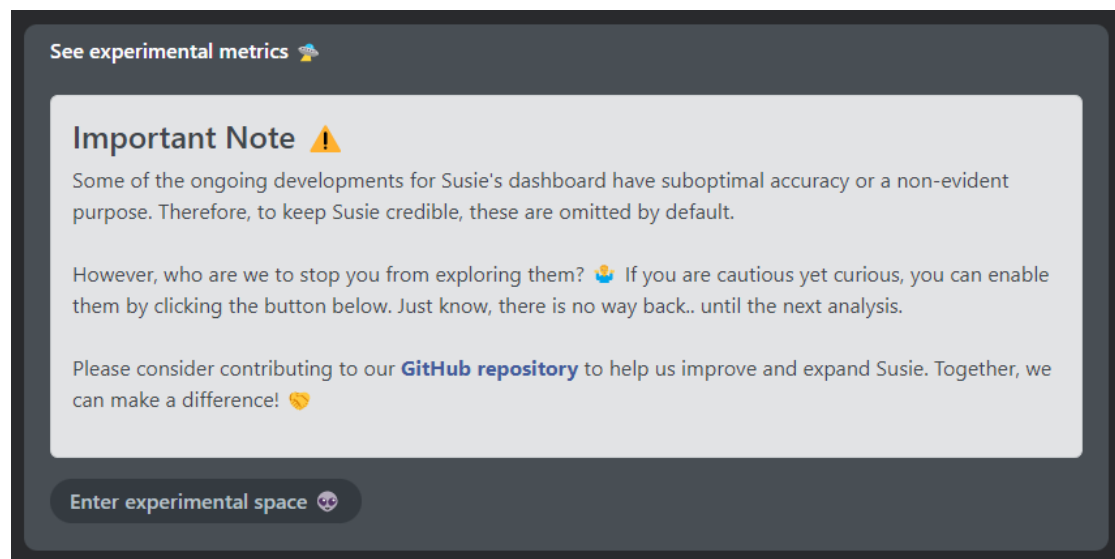 See experimental metrics 🛸
Important Note ⚠️
Some of the ongoing developments for Susie's dashboard have suboptimal accuracy or a non-evident
purpose. Therefore, to keep Susie credible, these are omitted by default.
However, who are we to stop you from exploring them? 🤷 If you are cautious yet curious, you can enable
them by clicking the button below. Just know, there is no way back.. until the next analysis.
Please consider contributing to our GitHub repository to help us improve and expand Susie. Together, we
can make a difference! 🤝
Enter experimental space 👽